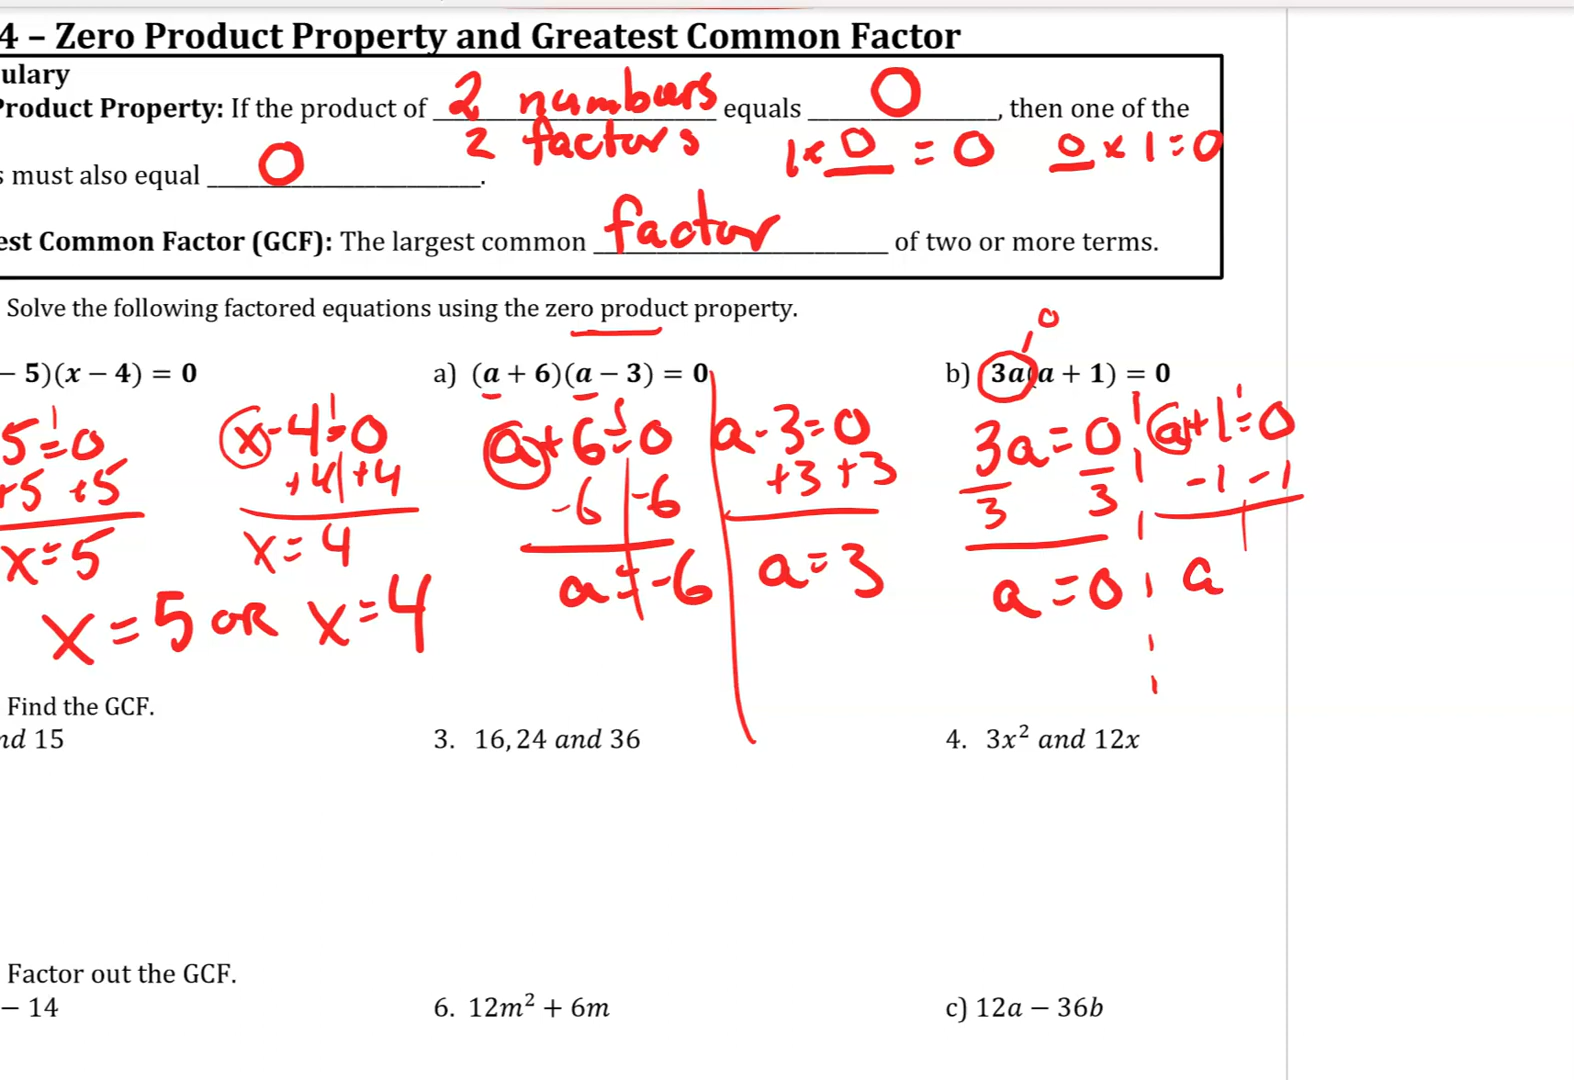 4 – Zero Product Property and Greatest Common Factor
ulary
Product Property: If the product of 2 numbers equals 0, then one of the
2 factors 1 × 0 = 0 0 × 1 = 0
s must also equal 0.
est Common Factor (GCF): The largest common factor of two or more terms.
Solve the following factored equations using the zero product property.
0
– 5)(x – 4) = 0 a) (a + 6)(a – 3) = 0 b) 3a(a + 1) = 0
5 = 0 x - 4 = 0 a + 6 = 0 a - 3 = 0 3a = 0 a + 1 = 0
+5 +5 +4 +4 -6 -6 +3 +3 3 3 -1 -1
x = 5 x = 4 a = -6 a = 3 a = 0 a
x = 5 OR x = 4
Find the GCF.
nd 15 3. 16, 24 and 36 4. 3x² and 12x
Factor out the GCF.
– 14 6. 12m² + 6m c) 12a – 36b